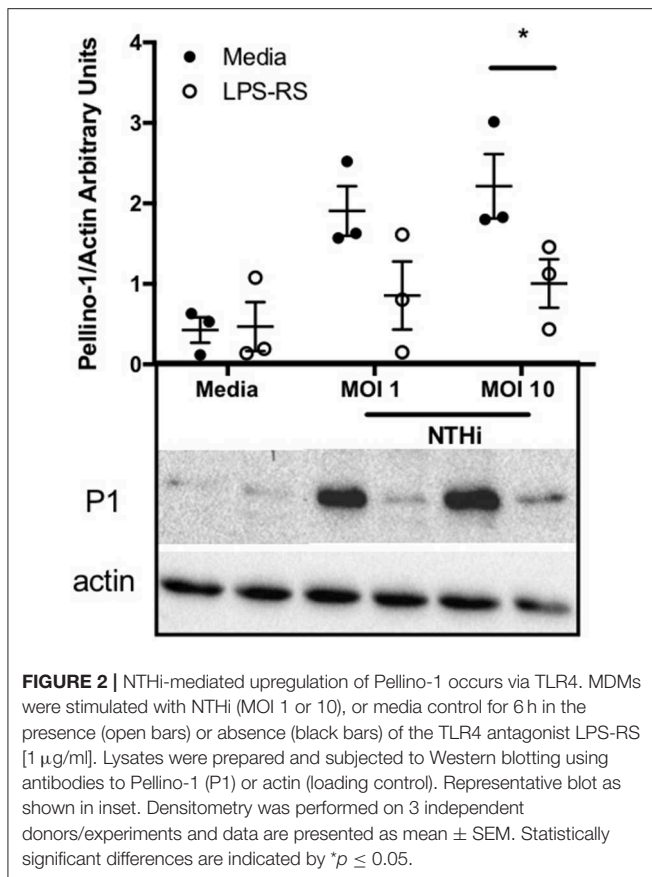 *
4
3
2
1
0
Pellino-1/Actin Arbitrary Units
Media
LPS-RS
Media
MOI 1
MOI 10
NTHi
P1
actin
FIGURE 2 | NTHi-mediated upregulation of Pellino-1 occurs via TLR4. MDMs
were stimulated with NTHi (MOI 1 or 10), or media control for 6 h in the
presence (open bars) or absence (black bars) of the TLR4 antagonist LPS-RS
[1 μg/ml]. Lysates were prepared and subjected to Western blotting using
antibodies to Pellino-1 (P1) or actin (loading control). Representative blot as
shown in inset. Densitometry was performed on 3 independent
donors/experiments and data are presented as mean ± SEM. Statistically
significant differences are indicated by *p ≤ 0.05.